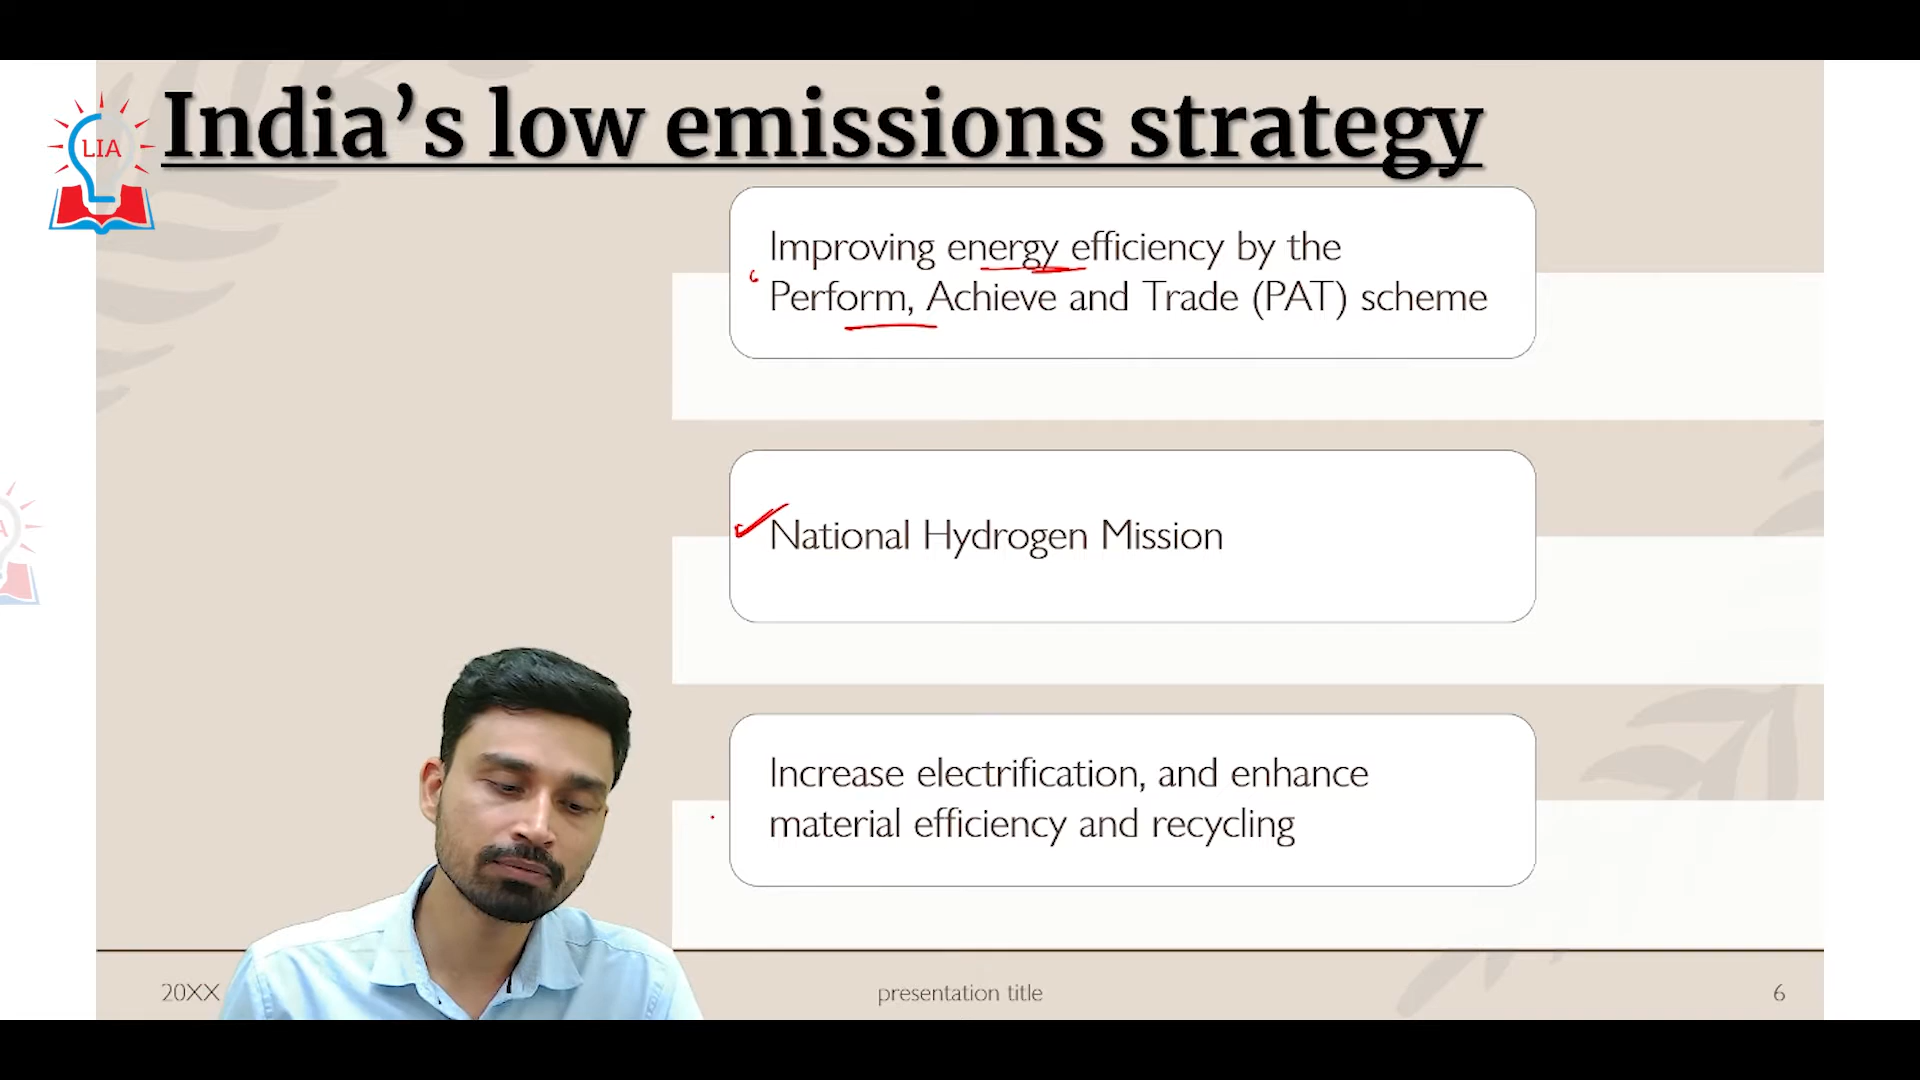 India's low emissions strategy
LIA
Improving energy efficiency by the
Perform, Achieve and Trade (PAT) scheme
National Hydrogen Mission
A
Increase electrification, and enhance
material efficiency and recycling
20XX
presentation title
6